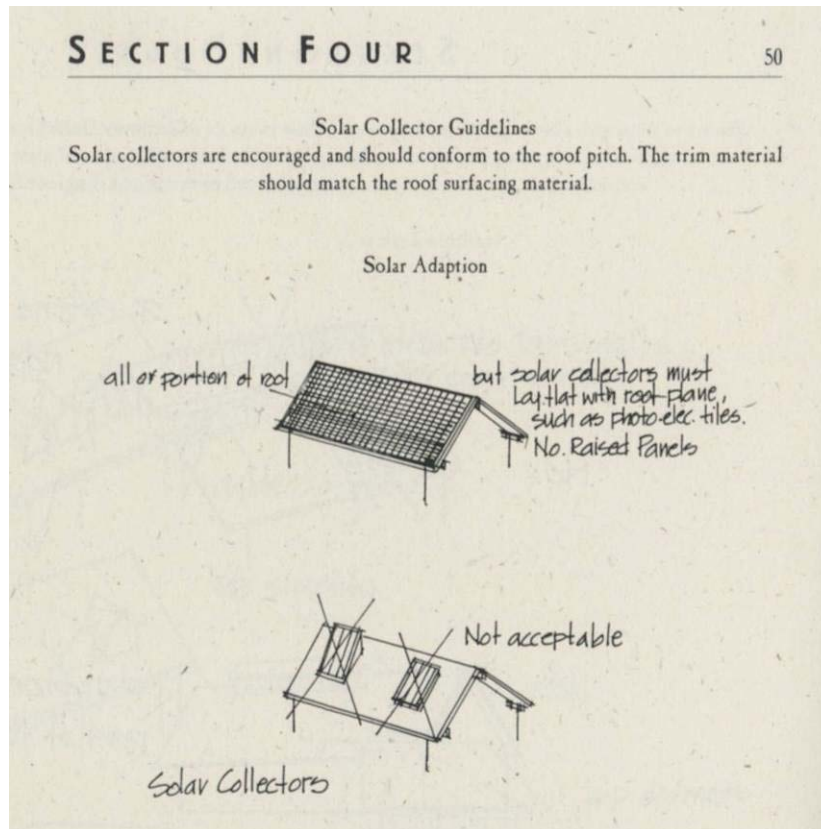 SECTION FOUR
50
Solar Collector Guidelines
Solar collectors are encouraged and should conform to the roof pitch. The trim material
should match the roof surfacing material.
Solar Adaption
all or portion of roof
but solar collectors must
Lay flat with roof plane,
such as photo-elec. tiles.
No. Raised Panels
Not acceptable
Solar Collectors